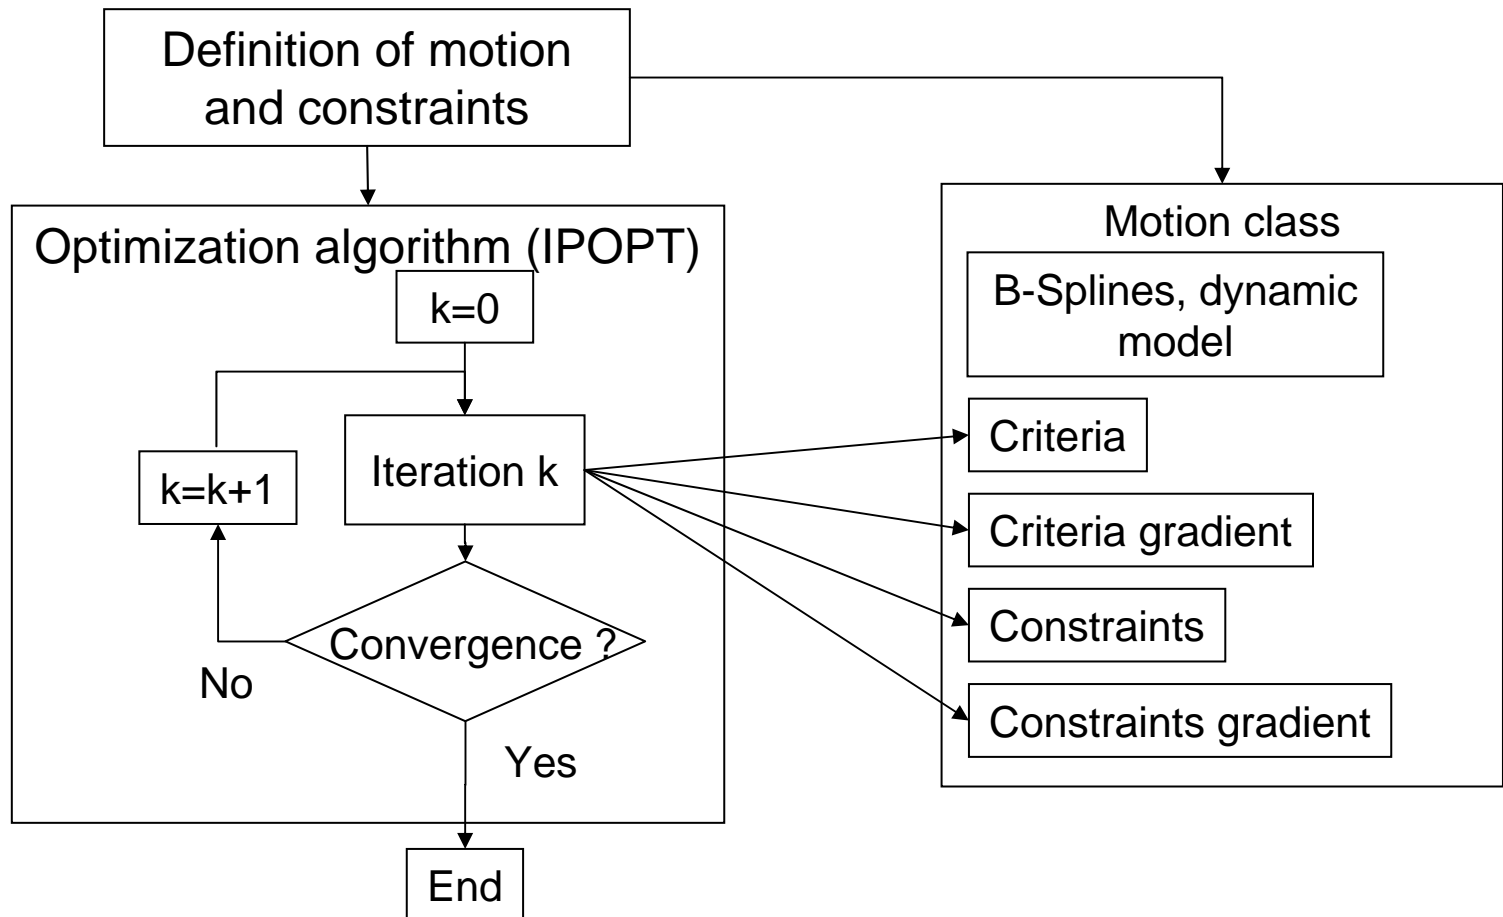 Definition of motion
and constraints
Optimization algorithm (IPOPT)
k=0
k=k+1
Iteration k
Convergence ?
No
Yes
End
Motion class
B-Splines, dynamic
model
Criteria
Criteria gradient
Constraints
Constraints gradient